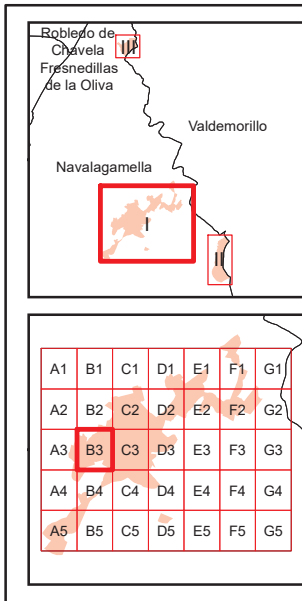 Robledo de
Chavela
III
Fresnedillas
de la Oliva
Valdemorillo
Navalagamella
I
II
A1 B1 C1 D1 E1 F1 G1
A2 B2 C2 D2 E2 F2 G2
A3 B3 C3 D3 E3 F3 G3
A4 B4 C4 D4 E4 F4 G4
A5 B5 C5 D5 E5 F5 G5